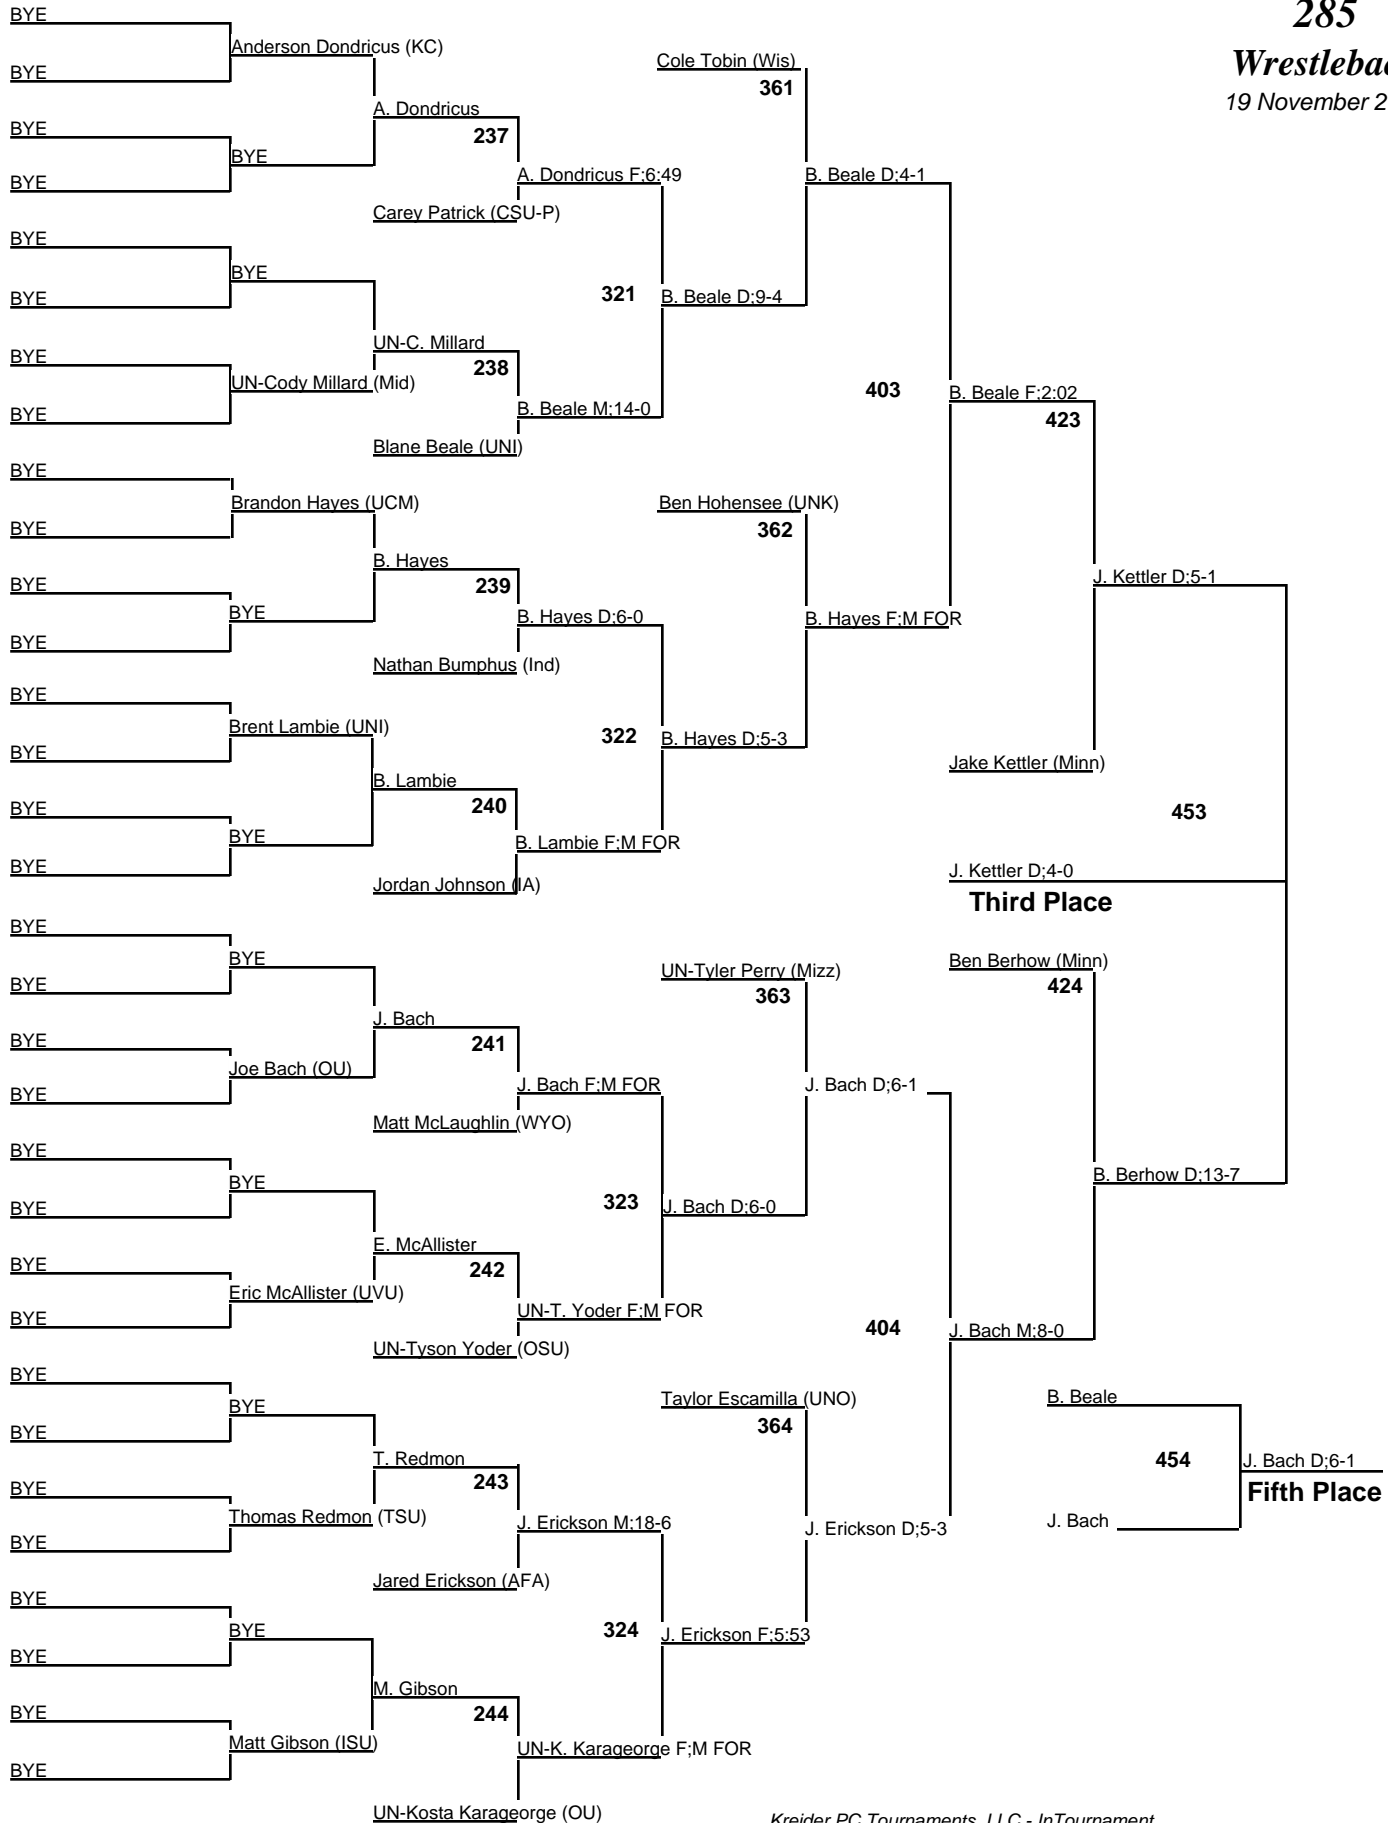 285
Wrestleba
19 November 2
BYE
Anderson Dondricus (KC)
BYE
Cole Tobin (Wis)
361
A. Dondricus
237
BYE
BYE
BYE
A. Dondricus F;6:49
B. Beale D;4-1
Carey Patrick (CSU-P)
BYE
BYE
BYE
321
B. Beale D;9-4
UN-C. Millard
238
BYE
UN-Cody Millard (Mid)
403
B. Beale F;2:02
423
BYE
B. Beale M;14-0
Blane Beale (UNI)
BYE
Brandon Hayes (UCM)
BYE
Ben Hohensee (UNK)
362
B. Hayes
239
BYE
BYE
BYE
B. Hayes D;6-0
B. Hayes F;M FOR
J. Kettler D;5-1
Nathan Bumphus (Ind)
BYE
Brent Lambie (UNI)
BYE
322
B. Hayes D;5-3
Jake Kettler (Minn)
B. Lambie
240
BYE
BYE
BYE
B. Lambie F;M FOR
453
Jordan Johnson (IA)
J. Kettler D;4-0
Third Place
BYE
BYE
BYE
UN-Tyler Perry (Mizz)
363
Ben Berhow (Minn)
424
J. Bach
241
BYE
Joe Bach (OU)
BYE
J. Bach F;M FOR
J. Bach D;6-1
Matt McLaughlin (WYO)
BYE
BYE
BYE
323
J. Bach D;6-0
B. Berhow D;13-7
E. McAllister
242
BYE
Eric McAllister (UVU)
BYE
UN-T. Yoder F;M FOR
404
J. Bach M;8-0
UN-Tyson Yoder (OSU)
BYE
BYE
BYE
Taylor Escamilla (UNO)
364
B. Beale
454
J. Bach D;6-1
Fifth Place
J. Bach
T. Redmon
243
BYE
Thomas Redmon (TSU)
BYE
J. Erickson M;18-6
J. Erickson D;5-3
Jared Erickson (AFA)
BYE
BYE
BYE
324
J. Erickson F;5:53
M. Gibson
244
BYE
Matt Gibson (ISU)
BYE
UN-K. Karageorge F;M FOR
UN-Kosta Karageorge (OU)
Kreider PC Tournaments, LLC - InTournament